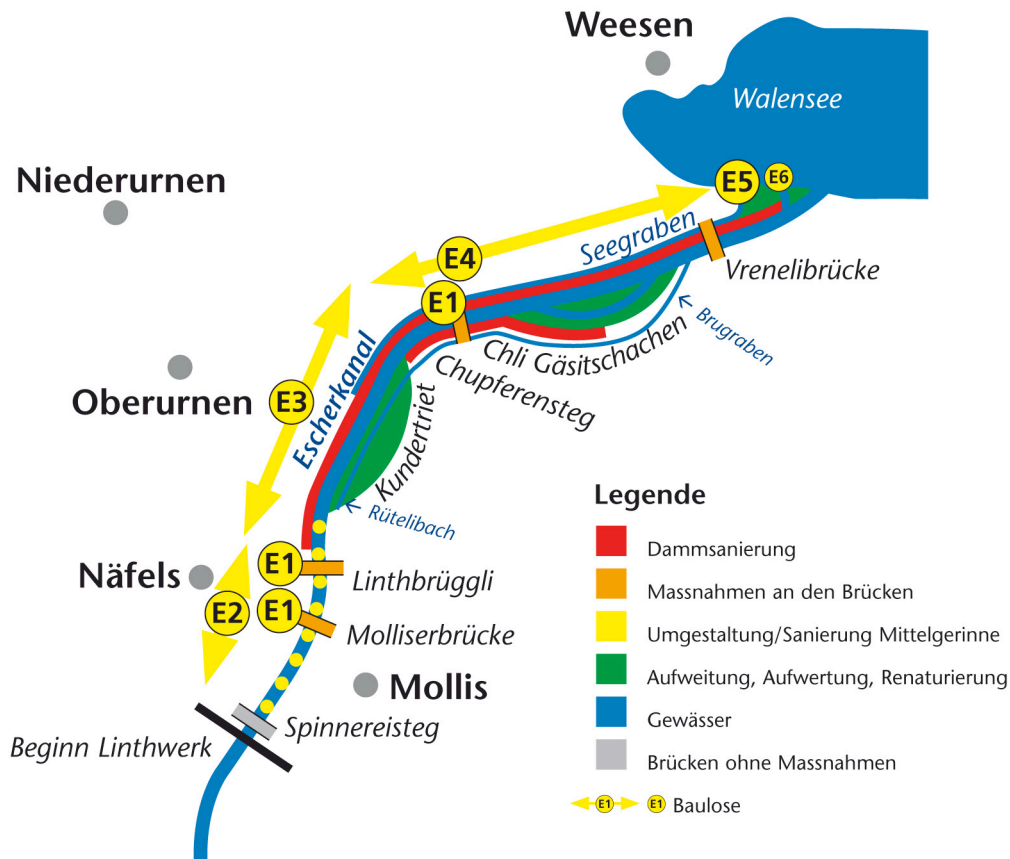 Weesen
Walensee
Niederurnen
E5
E6
Seegraben
E4
Vrenelibrücke
E1
Brugraben
Chli Gäsitschachen
Chupferensteg
Oberurnen
E3
Escherkanal
Kundertriet
Rütelibach
Legende
Dammsanierung
Massnahmen an den Brücken
Umgestaltung/Sanierung Mittelgerinne
Aufweitung, Aufwertung, Renaturierung
Gewässer
Brücken ohne Massnahmen
E1 E1 Baulose
Näfels
E1
Linthbrüggli
E2
E1
Molliserbrücke
Mollis
Spinnereisteg
Beginn Linthwerk